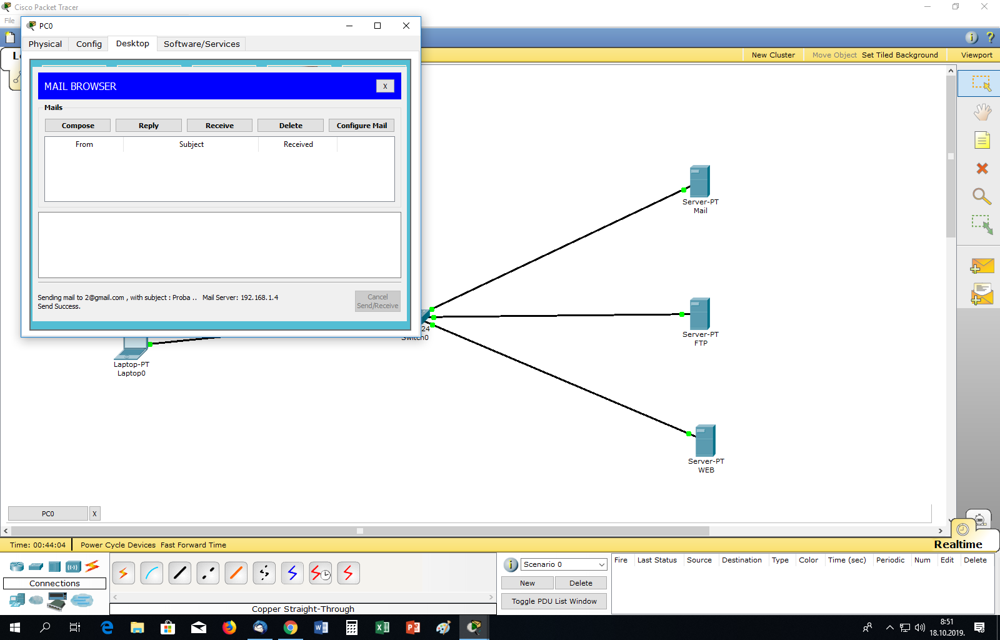 Cisco Packet Tracer
File
PC0
Physical Config Desktop Software/Services
New Cluster Move Object Set Tiled Background Viewport
MAIL BROWSER X
Mails
Compose Reply Receive Delete Configure Mail
From Subject Received
Sending mail to 2@gmail.com , with subject : Proba .. Mail Server: 192.168.1.4
Send Success.
Cancel
Send/Receive
Server-PT
Mail
Server-PT
FTP
24
Switch0
Laptop-PT
Laptop0
Server-PT
WEB
PC0 X
Time: 00:44:04 Power Cycle Devices Fast Forward Time
Realtime
Connections
Copper Straight-Through
Scenario 0
New Delete
Toggle PDU List Window
Fire Last Status Source Destination Type Color Time (sec) Periodic Num Edit Delete
8:51
18.10.2019.